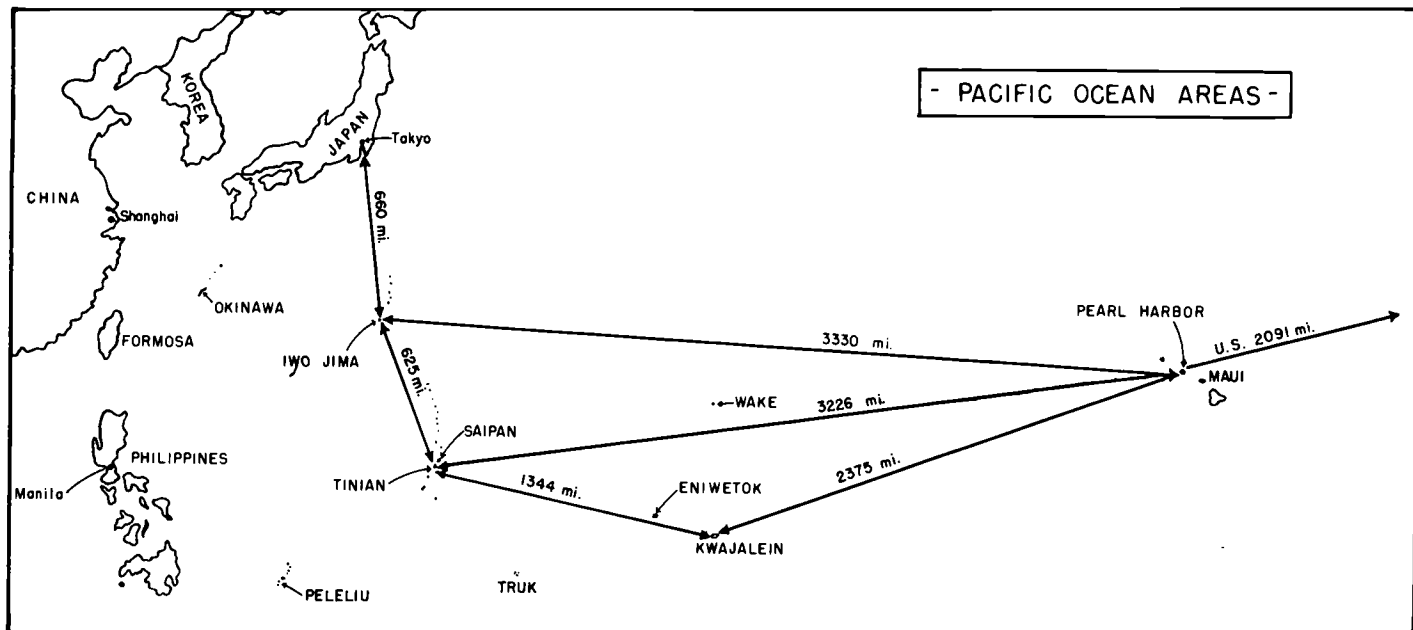 - PACIFIC OCEAN AREAS -
KOREA
JAPAN
Takyo
CHINA
Shanghai
660 mi.
OKINAWA
FORMOSA
IWO JIMA
3330 mi.
PEARL HARBOR
U.S. 2091 mi.
MAUI
625 mi.
WAKE
3226 mi.
SAIPAN
PHILIPPINES
Manila
TINIAN
1344 mi.
ENIWETOK
2375 mi.
KWAJALEIN
PELELIU
TRUK